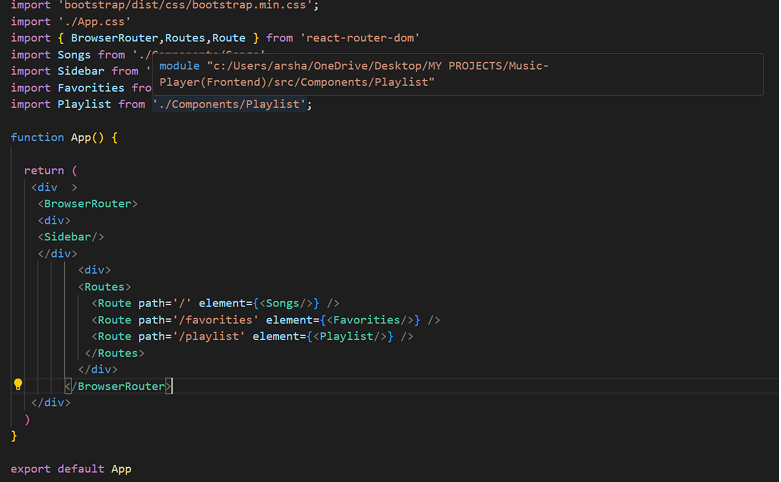 import 'bootstrap/dist/css/bootstrap.min.css';
import './App.css'
import { BrowserRouter,Routes,Route } from 'react-router-dom'
import Songs from './Components/Songs'
import Sidebar from '
import Favorities fro
import Playlist from './Components/Playlist';
module "c:/Users/arsha/OneDrive/Desktop/MY PROJECTS/Music-
Player(Frontend)/src/Components/Playlist"
function App() {
return (
<div  >
<BrowserRouter>
<div>
<Sidebar/>
</div>
<div>
<Routes>
<Route path='/' element={<Songs/>} />
<Route path='/favorities' element={<Favorities/>} />
<Route path='/playlist' element={<Playlist/>} />
</Routes>
</div>
</BrowserRouter>
</div>
)
}
export default App